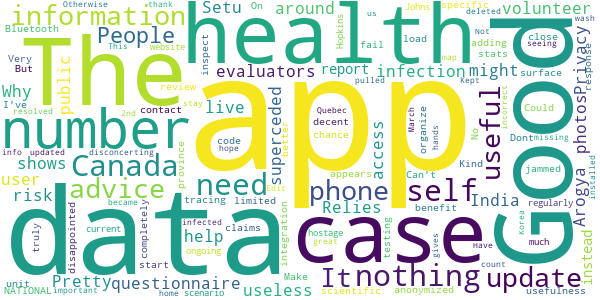 On around Setu volunteer
Otherwise us Johns specific
information health
Bluetooth thank deleted wash
People This website Hopkins close
The inspect fail load map Not
But adding surface response
public evaluators might seeing
Very I've review report infection stats
Why resolved stay contact live Good
number app useful photos Privacy
info updated 2nd code pulled Quebec March No
disconcerting hope better decent Could incorrect
Canada superceded chance organize hands Dont missing
province need access jammed installed
advice phone self Arogya
user shows appears Kind Can't
risk disappointed tracing limited Relies India regularly
truly infected Edit benefit
current completely help claims integration hostage testing gives Have much Korea
data became ongoing great case
Pretty start It nothing update instead
unit questionnaire Make anonymized count
NATIONAL important home scenario useless scientific usefulness